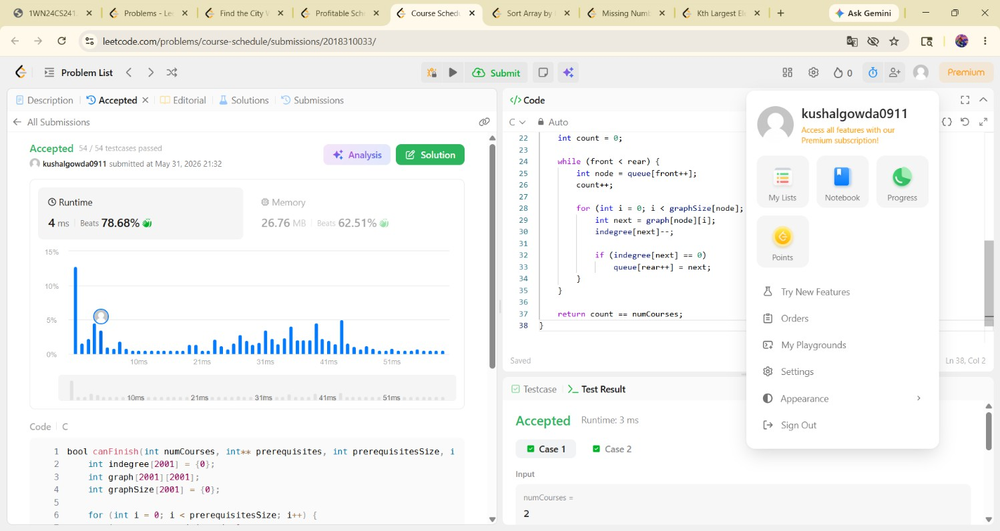 1WN24CS241
Problems - Le
Find the City W
Profitable Sch
Course Schedu
Sort Array by
Missing Numb
Kth Largest El
Ask Gemini
leetcode.com/problems/course-schedule/submissions/2018310033/
Problem List
Submit
0
Premium
Description
Accepted
Editorial
Solutions
Submissions
All Submissions
Accepted 54 / 54 testcases passed
kushalgowda0911 submitted at May 31, 2026 21:32
Analysis
Solution
Runtime
4 ms Beats 78.68%
Memory
26.76 MB Beats 62.51%
15%
10%
5%
0%
10ms 21ms 31ms 41ms 51ms
10ms 21ms 31ms 41ms 51ms
Code C
1 bool canFinish(int numCourses, int** prerequisites, int prerequisitesSize, i
2 int indegree[2001] = {0};
3 int graph[2001][2001];
4 int graphSize[2001] = {0};
5
6 for (int i = 0; i < prerequisitesSize; i++) {
Code
C Auto
22 int count = 0;
23
24 while (front < rear) {
25 int node = queue[front++];
26 count++;
27
28 for (int i = 0; i < graphSize[node];
29 int next = graph[node][i];
30 indegree[next]--;
31
32 if (indegree[next] == 0)
33 queue[rear++] = next;
34 }
35 }
36
37 return count == numCourses;
38 }
Saved
Ln 38, Col 2
Testcase
Test Result
Accepted Runtime: 3 ms
Case 1
Case 2
Input
numCourses =
2
kushalgowda0911
Access all features with our
Premium subscription!
My Lists
Notebook
Progress
Points
Try New Features
Orders
My Playgrounds
Settings
Appearance
Sign Out